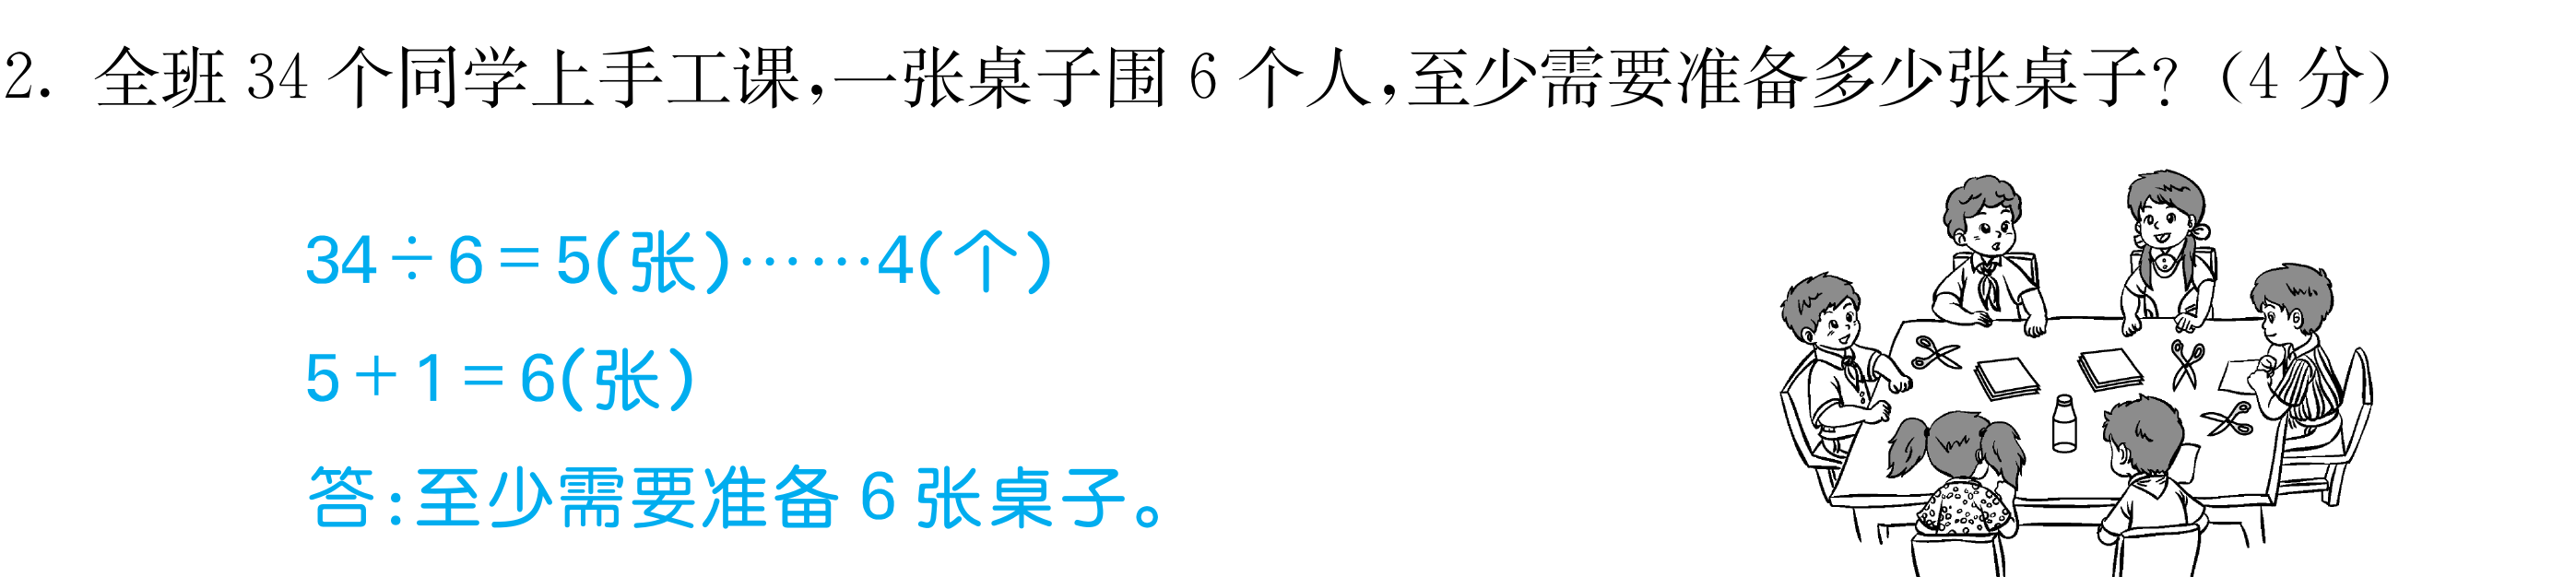 2. 全班 34 个同学上手工课,一张桌子围 6 个人,至少需要准备多少张桌子?(4 分)
34÷6=5(张)……4(个)
5+1=6(张)
答:至少需要准备 6 张桌子。